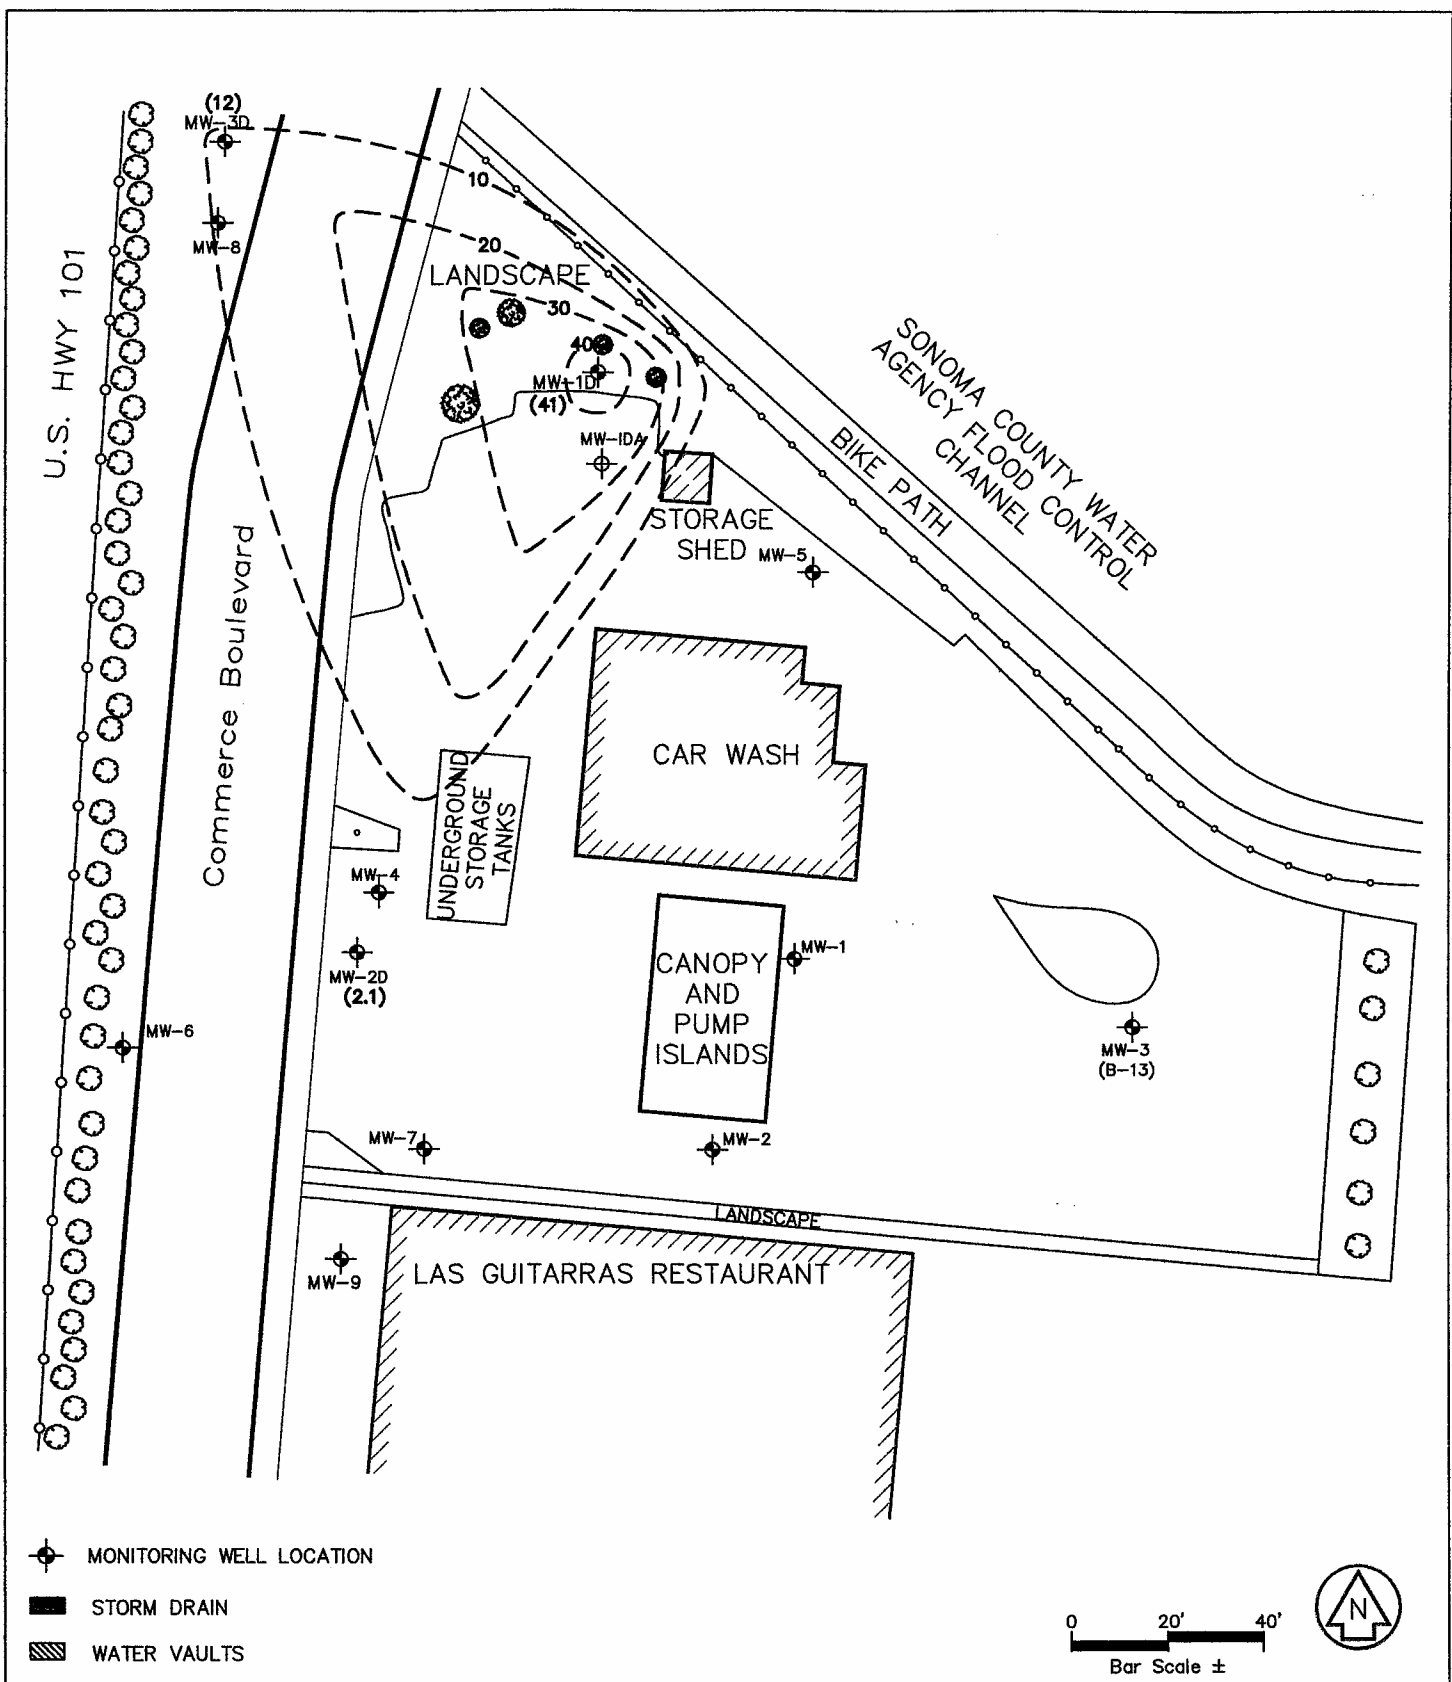 (12)
MW-3D
MW-8
10
20
LANDSCAPE
30
40
MW-1D
(41)
MW-1DA
U.S. HWY 101
Commerce Boulevard
SONOMA COUNTY WATER
AGENCY FLOOD CONTROL
CHANNEL
BIKE PATH
STORAGE
SHED
MW-5
CAR WASH
UNDERGROUND
STORAGE
TANKS
MW-4
MW-2D
(2.1)
MW-6
CANOPY
AND
PUMP
ISLANDS
MW-1
MW-3
(B-13)
MW-7
MW-2
LANDSCAPE
MW-9
LAS GUITARRAS RESTAURANT
MONITORING WELL LOCATION
STORM DRAIN
WATER VAULTS
0 20' 40'
Bar Scale ±
N